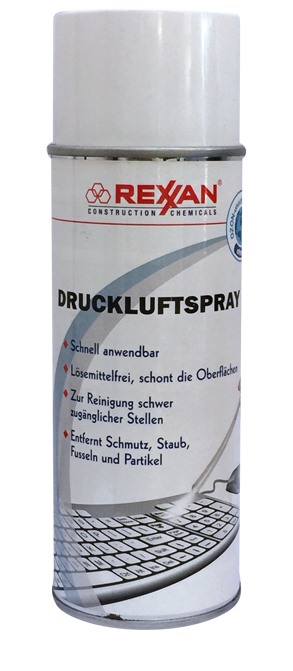 REXXAN®
CONSTRUCTION CHEMICALS
DRUCKLUFTSPRAY
Schnell anwendbar
Lösemittelfrei, schont die Oberflächen
Zur Reinigung schwer
zugänglicher Stellen
Entfernt Schmutz, Staub,
Fusseln und Partikel